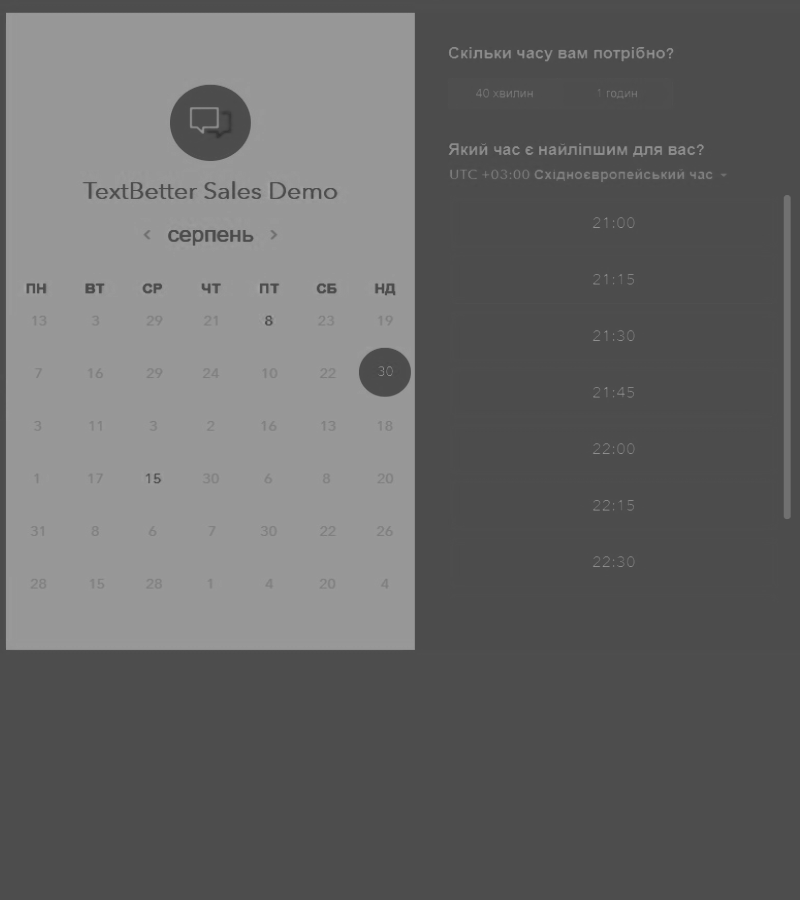 TextBetter Sales Demo
‹ серпень ›
ПН ВТ СР ЧТ ПТ СБ НД
13 3 29 21 8 23 19
7 16 29 24 10 22 30
3 11 3 2 16 13 18
1 17 15 30 6 8 20
31 8 6 7 30 22 26
28 15 28 1 4 20 4
Скільки часу вам потрібно?
40 хвилин 1 годин
Який час є найліпшим для вас?
UTC +03:00 Східноєвропейський час
21:00
21:15
21:30
21:45
22:00
22:15
22:30